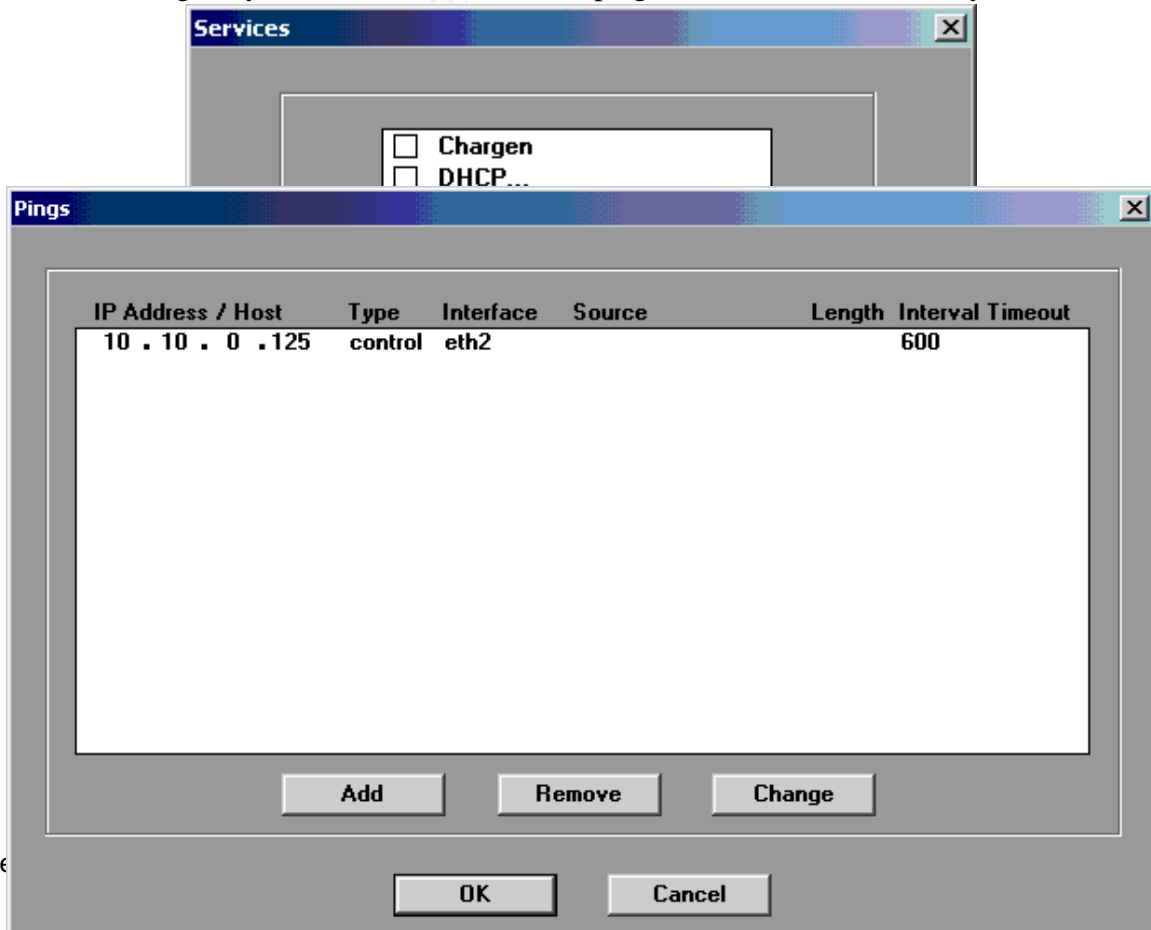 Services
Chargen
DHCP...
Pings
IP Address / Host Type Interface Source Length Interval Timeout
10 . 10 . 0 .125 control eth2 600
Add Remove Change
OK Cancel